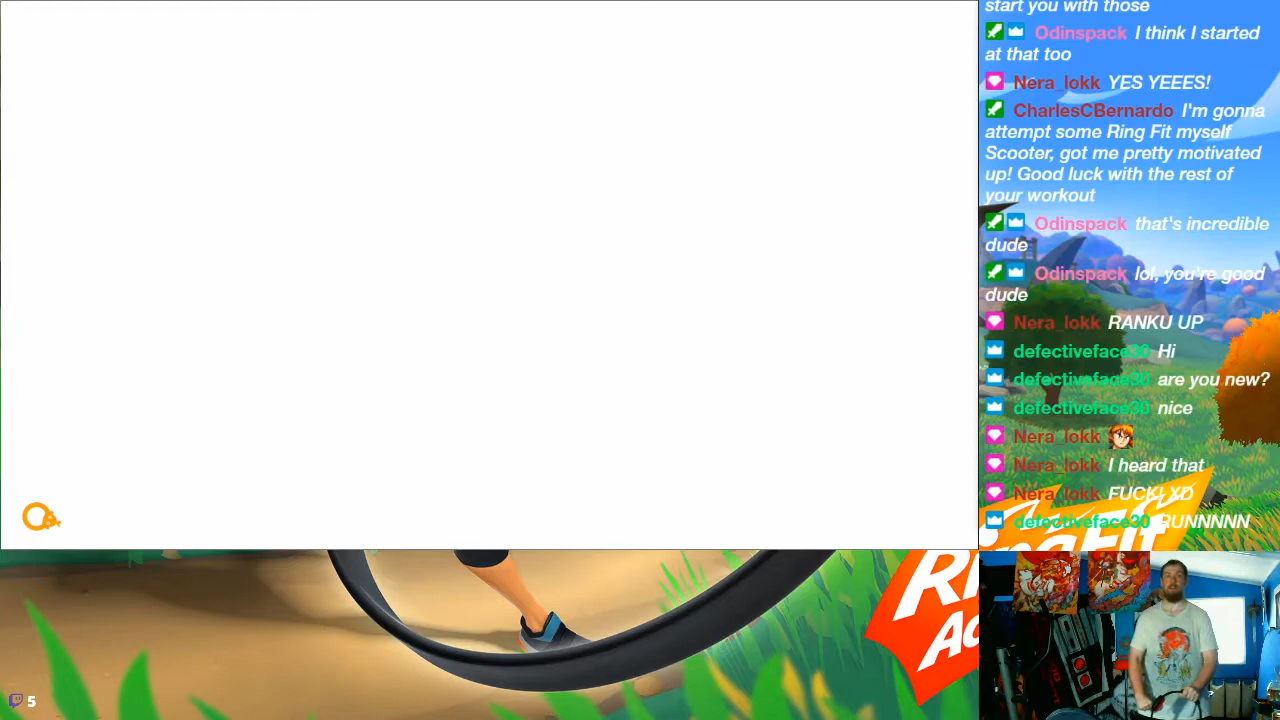 start you with those
Odinspack I think I started
at that too
Nera_lokk YES YEEES!
CharlesCBernardo I'm gonna
attempt some Ring Fit myself
Scooter, got me pretty motivated
up! Good luck with the rest of
your workout
Odinspack that's incredible
dude
Odinspack lol, you're good
dude
Nera_lokk RANKU UP
defectiveface30 Hi
defectiveface30 are you new?
defectiveface30 nice
Nera_lokk
Nera_lokk I heard that
Nera_lokk FUCK! XD
defectiveface30 RUNNNNN
5